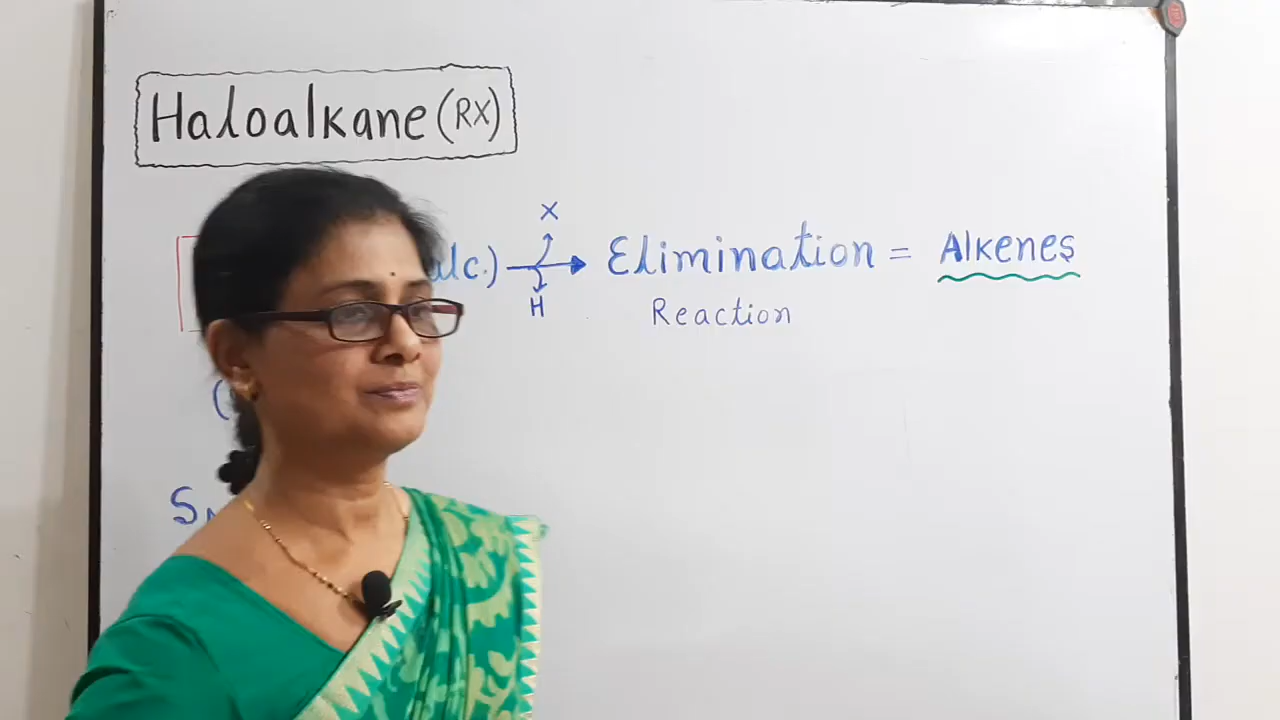 Haloalkane (RX)
X
alc.) → Elimination = Alkenes
H
Reaction
(
S